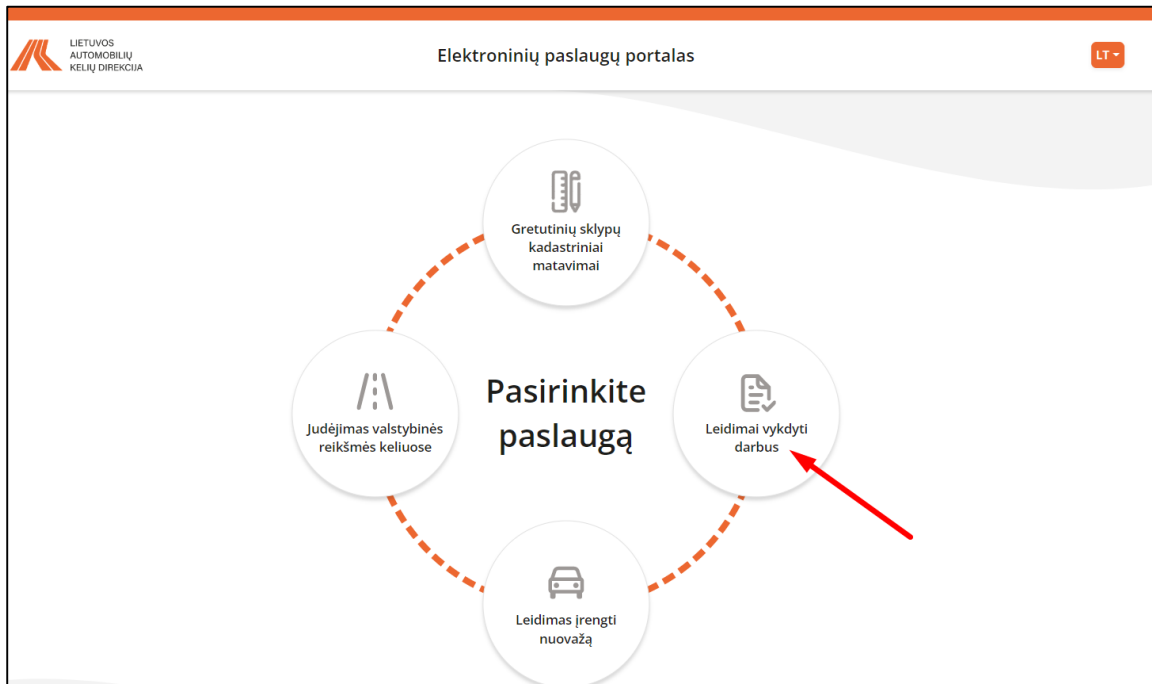 LIETUVOS
AUTOMOBILIŲ
KELIŲ DIREKCIJA
Elektroninių paslaugų portalas
LT
Gretutinių sklypų
kadastriniai
matavimai
Judėjimas valstybinės
reikšmės keliuose
Pasirinkite
paslaugą
Leidimai vykdyti
darbus
Leidimas įrengti
nuovažą